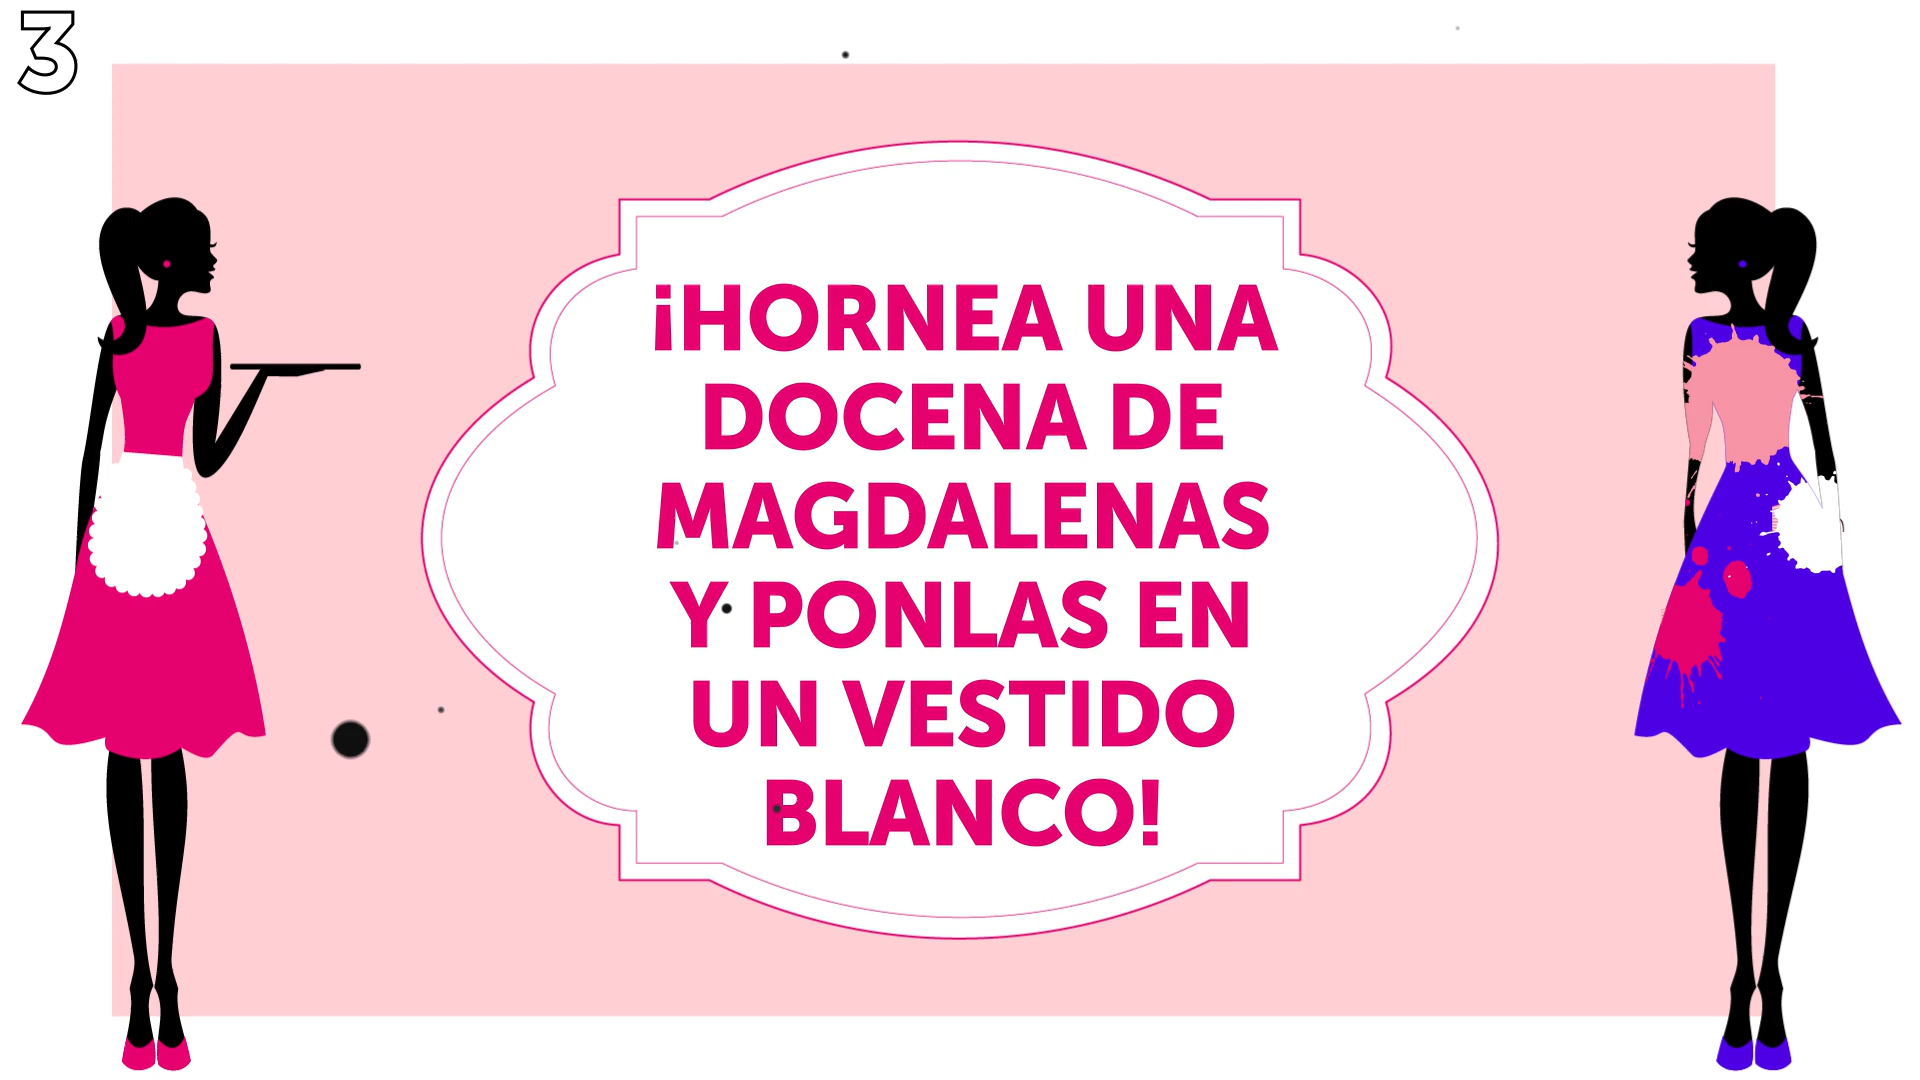 3
¡HORNEA UNA
DOCENA DE
MAGDALENAS
Y PONLAS EN
UN VESTIDO
BLANCO!